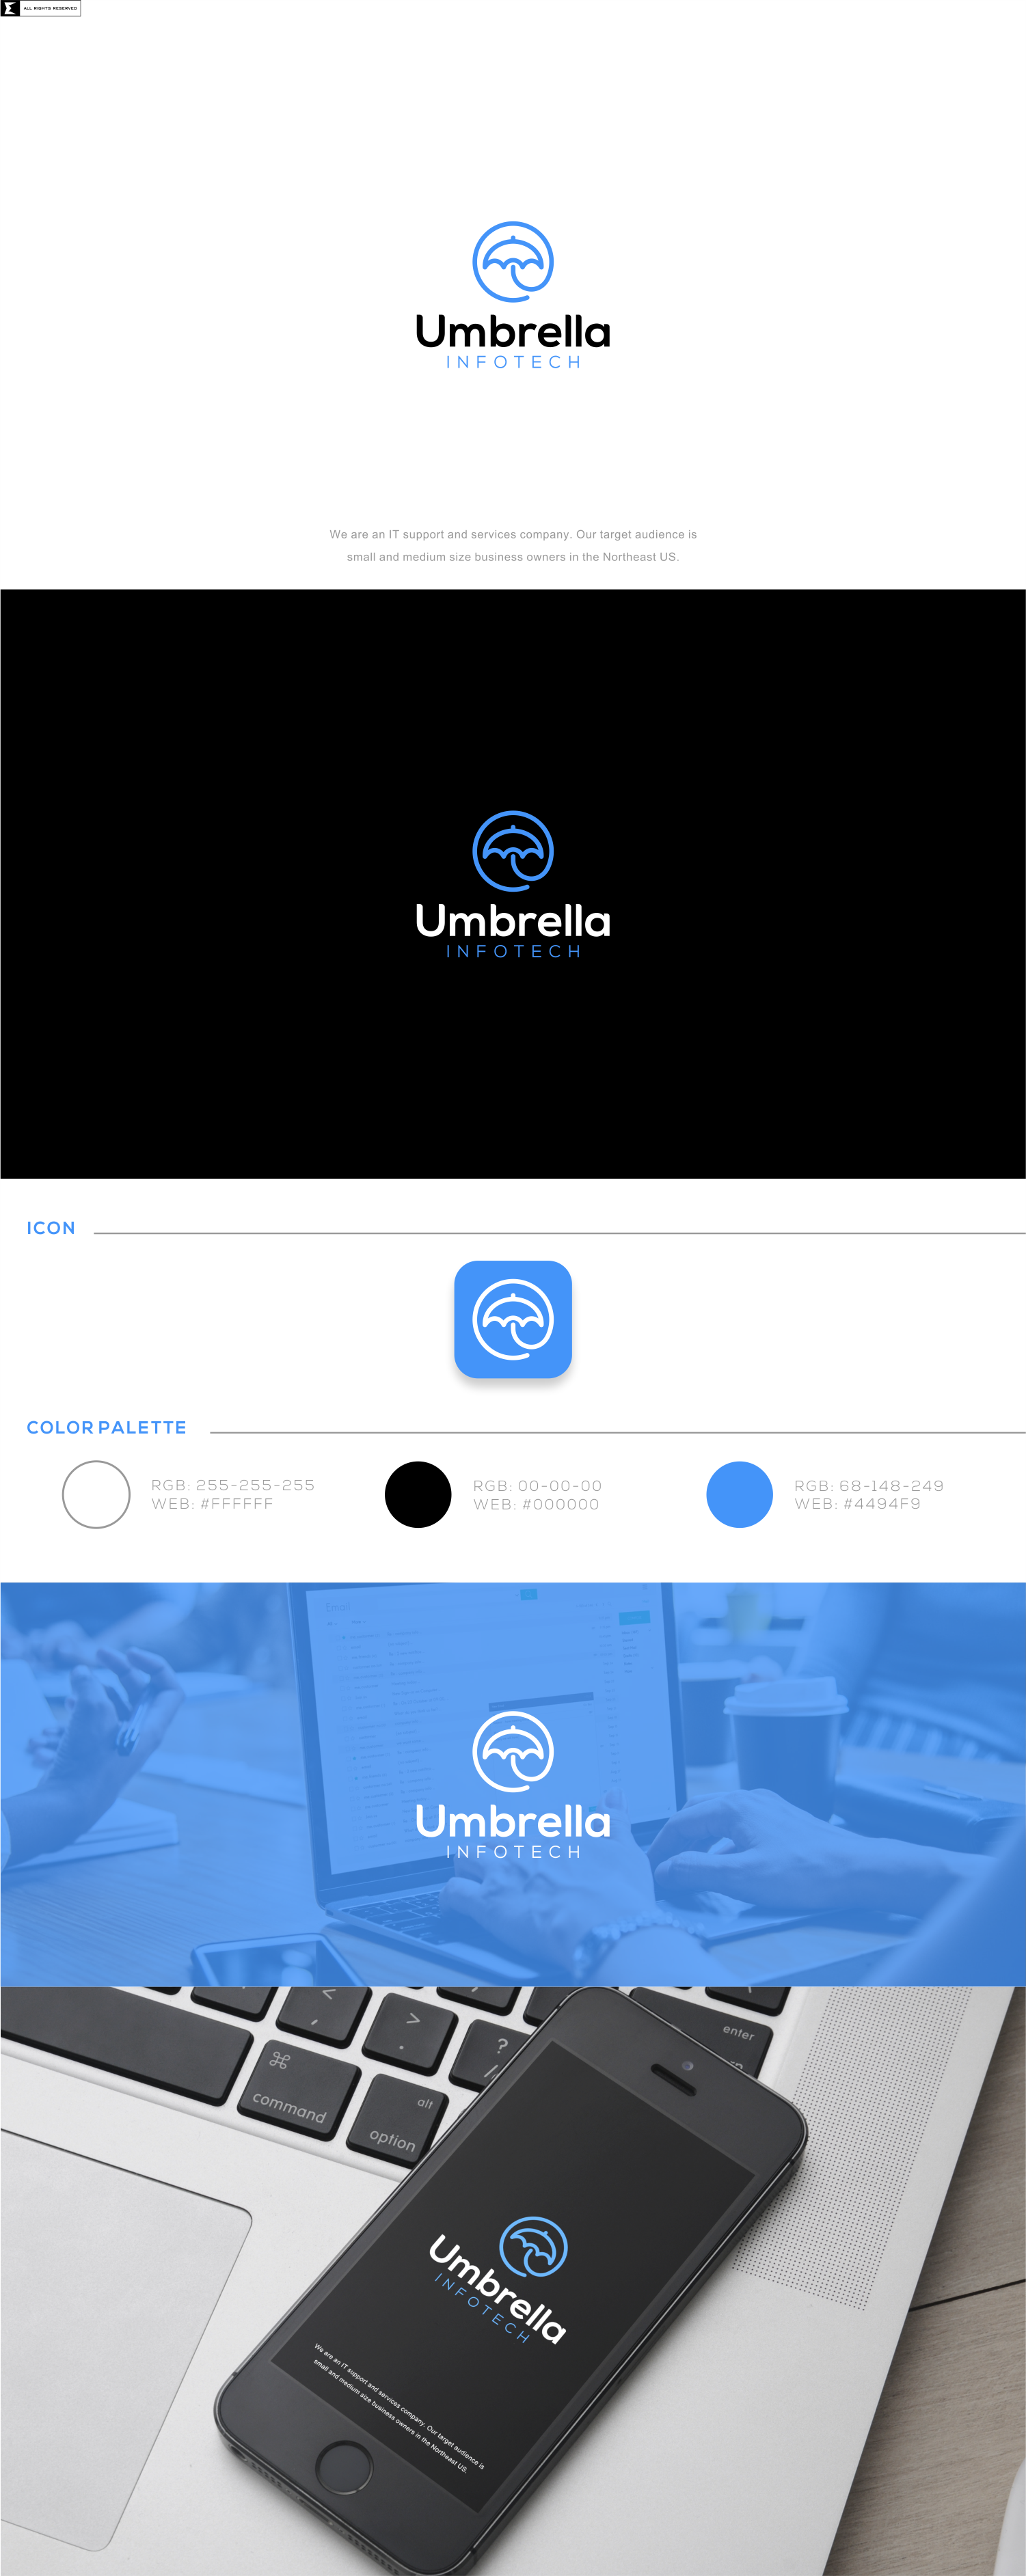 ALL RIGHTS RESERVED
Umbrella
INFOTECH
We are an IT support and services company. Our target audience is
small and medium size business owners in the Northeast US.
Umbrella
INFOTECH
ICON
COLOR PALETTE
RGB: 255-255-255
WEB: #FFFFFF
RGB: 00-00-00
WEB: #000000
RGB: 68-148-249
WEB: #4494F9
Email
Umbrella
INFOTECH
<
,
>
.
?
/
enter
command
alt
option
Umbrella
INFOTECH
We are an IT support and services company. Our target audience is
small and medium size business owners in the Northeast US.